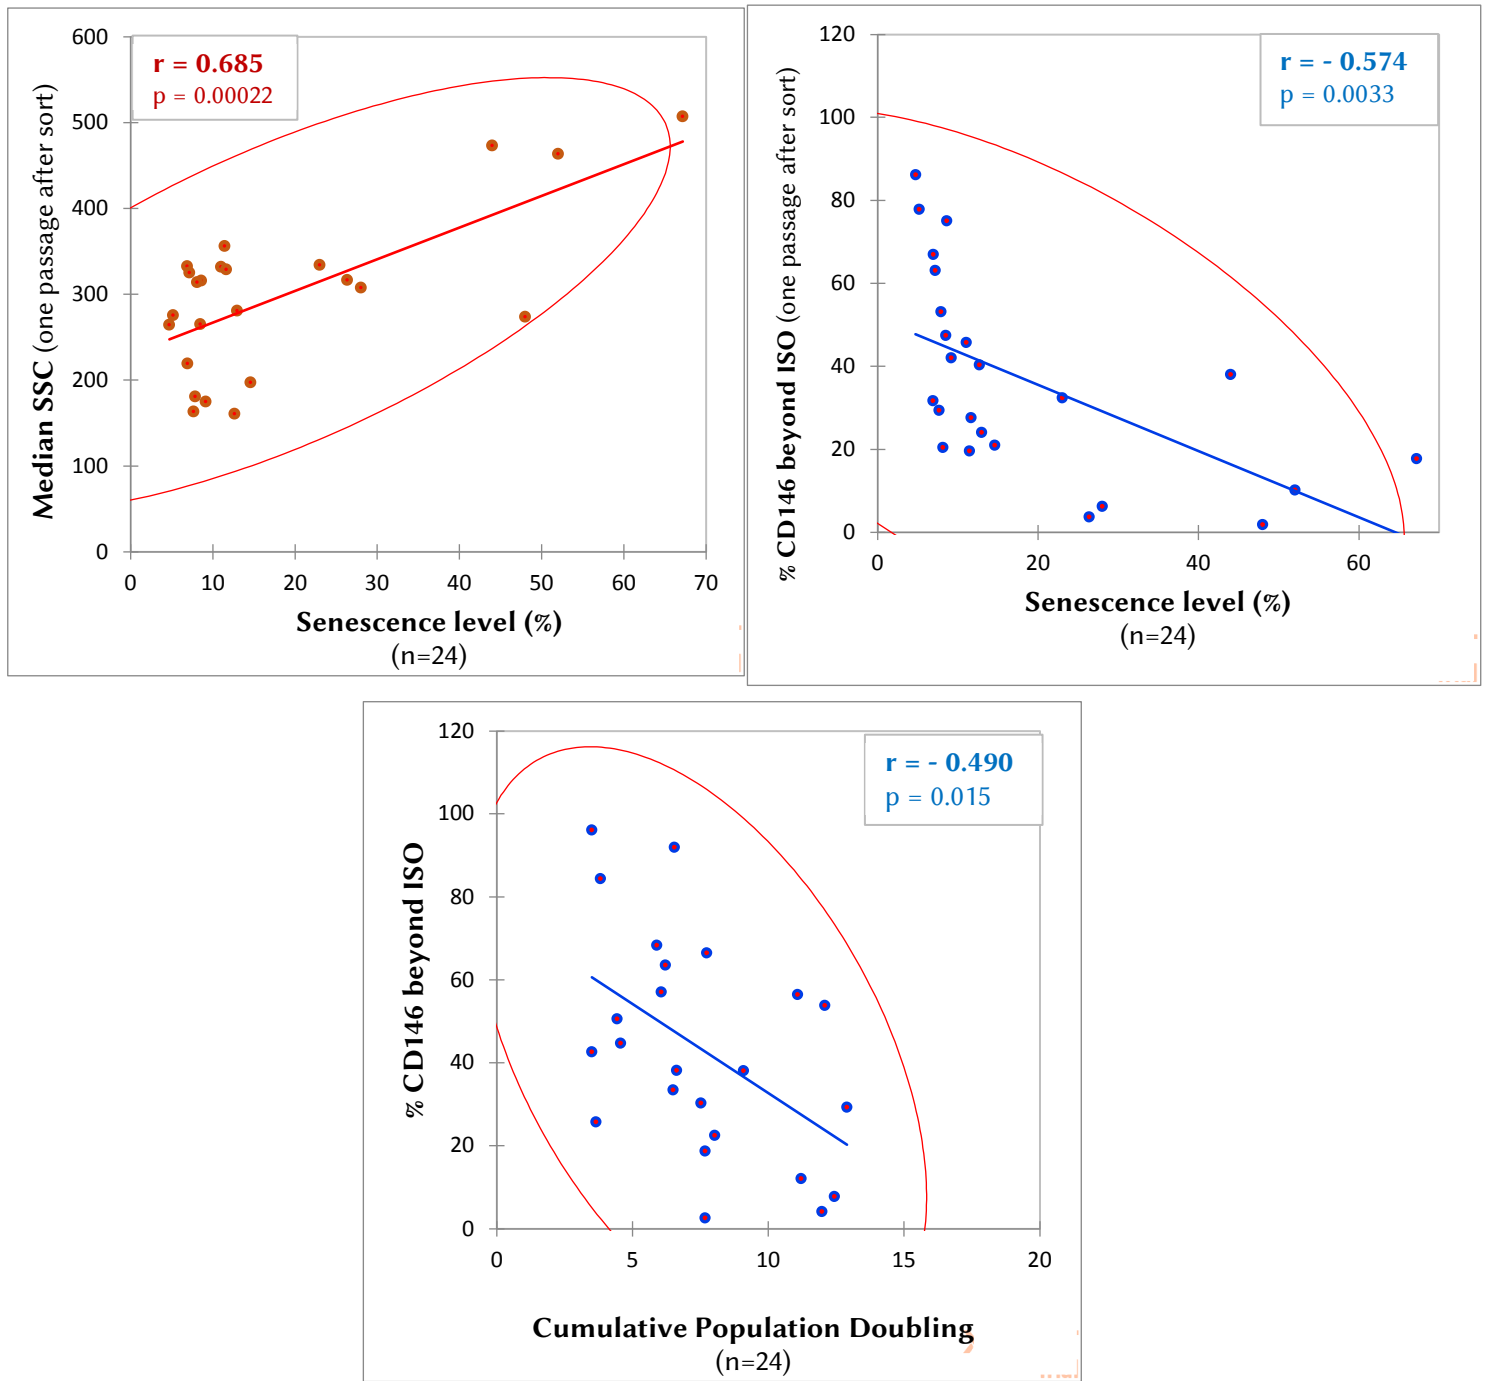 600
500
400
300
200
100
0
r = 0.685
p = 0.00022
Median SSC (one passage after sort)
0 10 20 30 40 50 60 70
Senescence level (%)
(n=24)
120
100
80
60
40
20
0
r = - 0.574
p = 0.0033
% CD146 beyond ISO (one passage after sort)
0 20 40 60
Senescence level (%)
(n=24)
120
100
80
60
40
20
0
r = - 0.490
p = 0.015
% CD146 beyond ISO
0 5 10 15 20
Cumulative Population Doubling
(n=24)